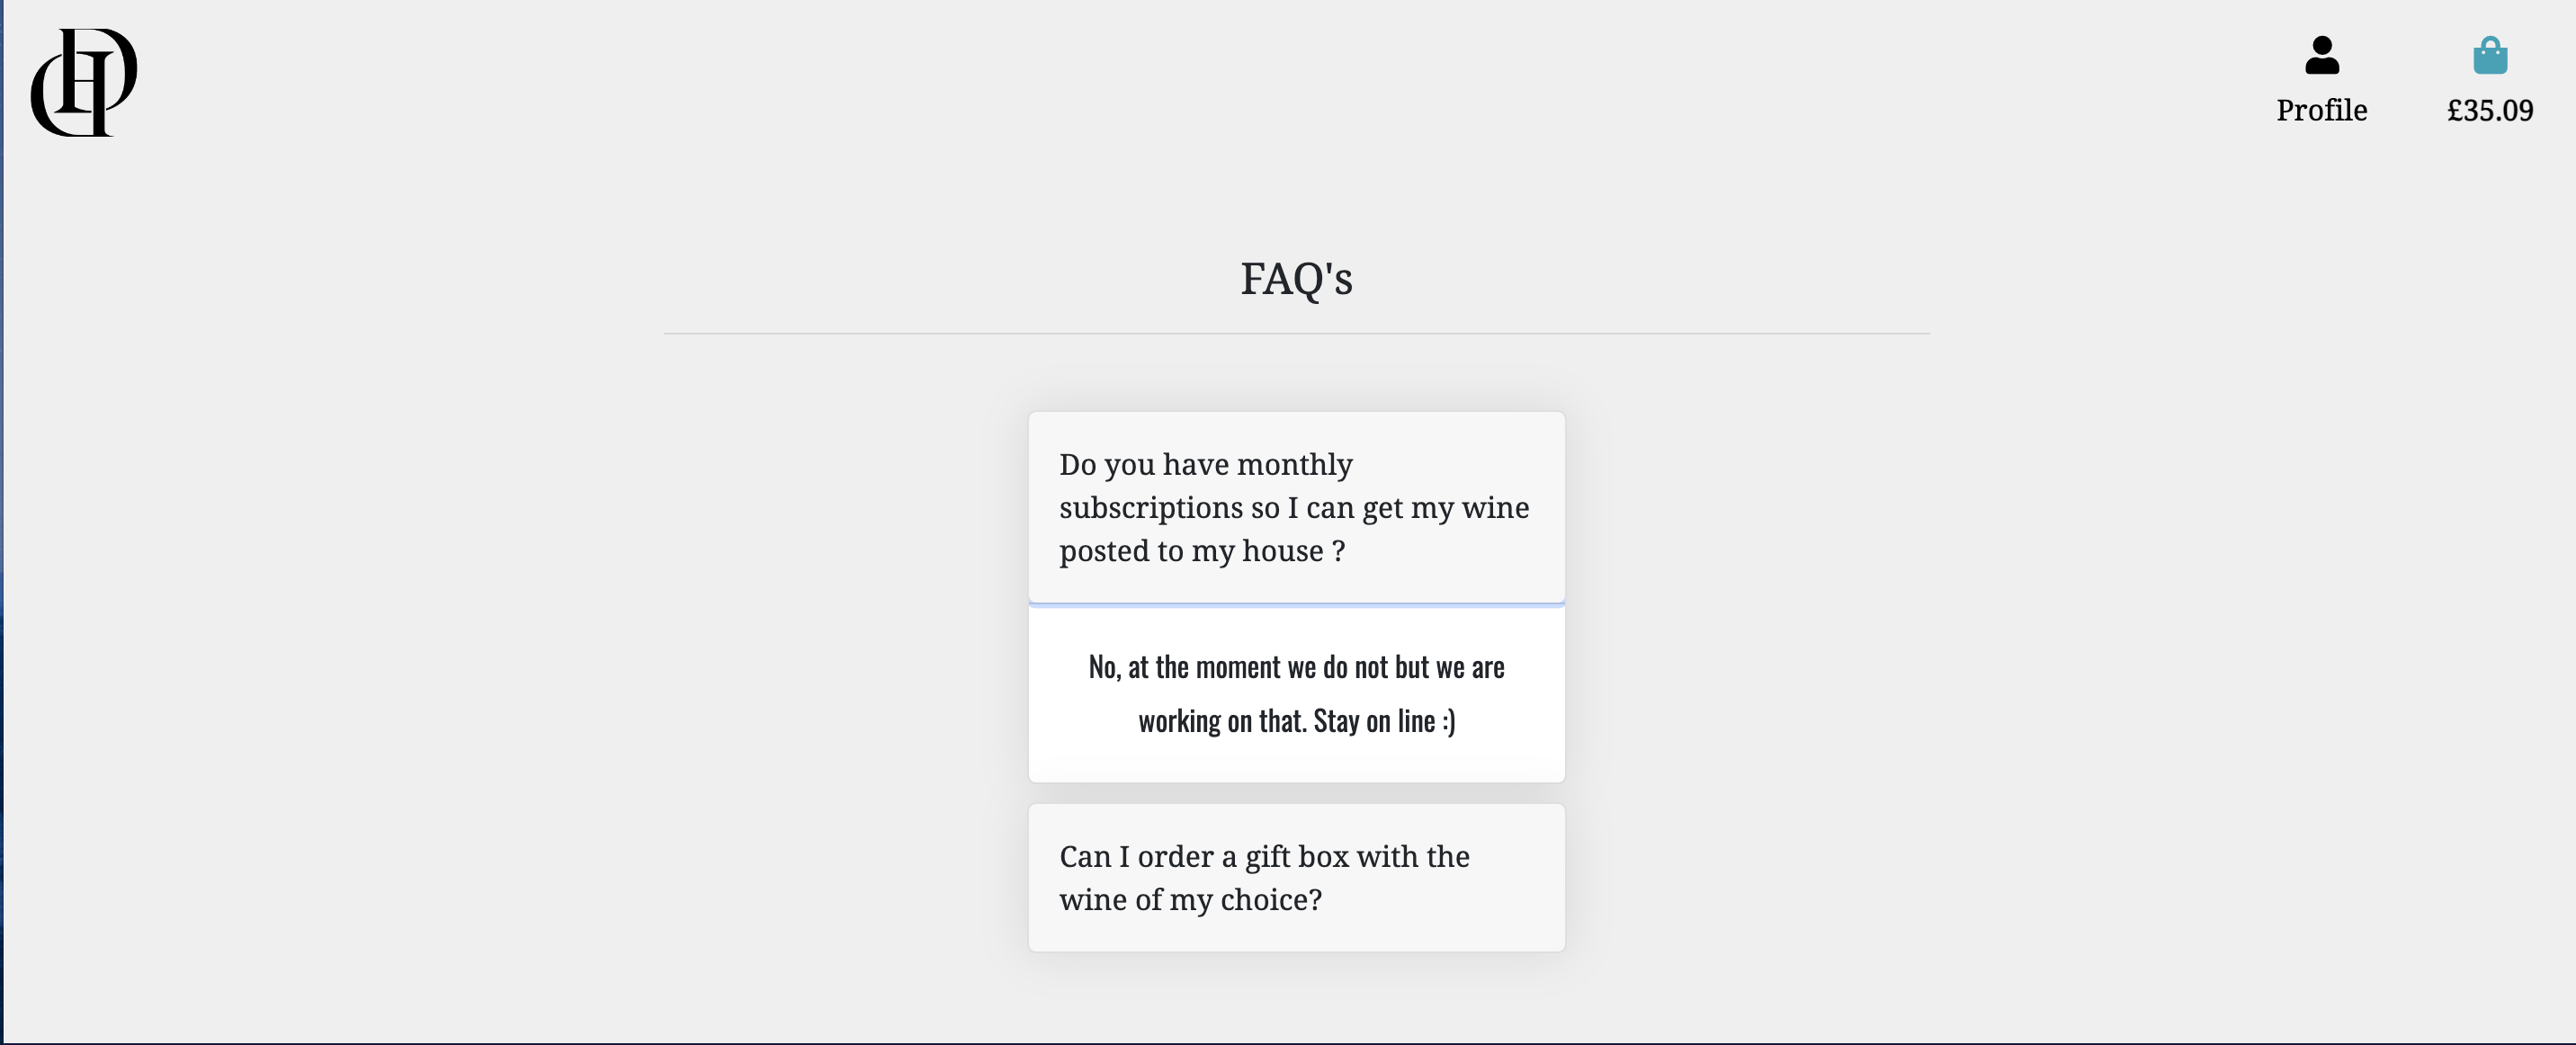 Profile
£35.09
FAQ's
Do you have monthly
subscriptions so I can get my wine
posted to my house ?
No, at the moment we do not but we are
working on that. Stay on line :)
Can I order a gift box with the
wine of my choice?